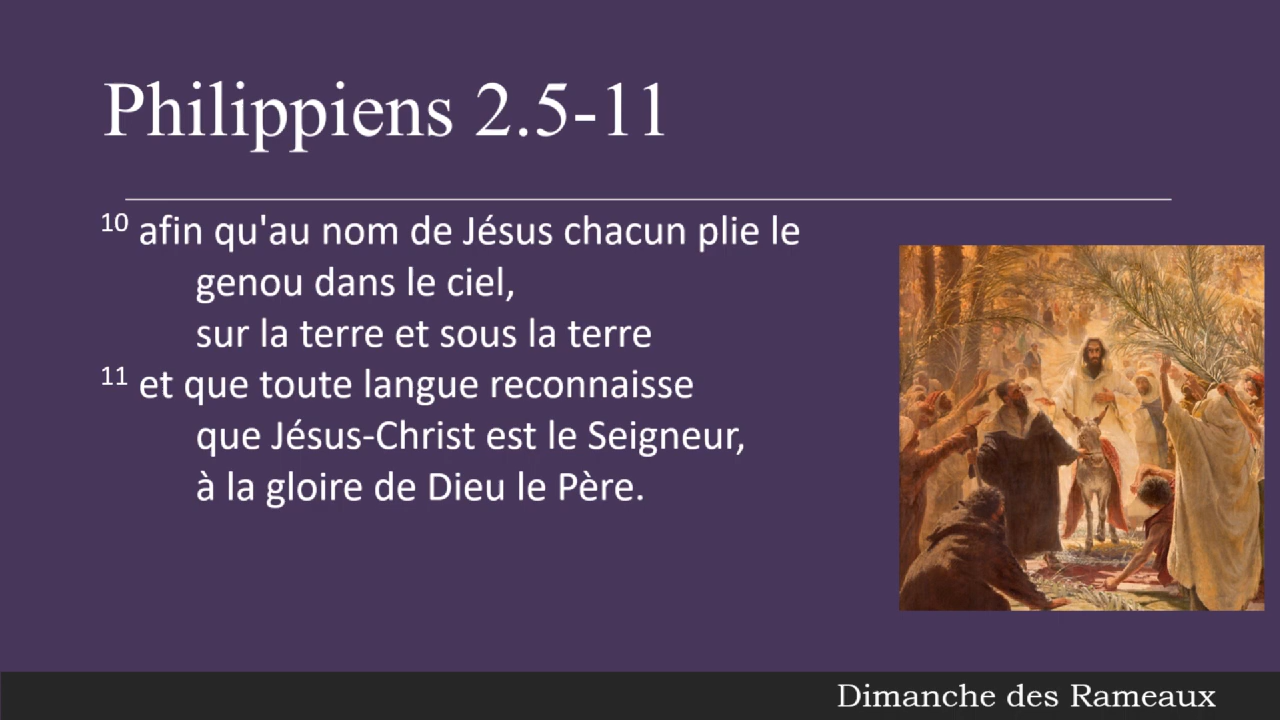 Philippiens 2.5-11
10 afin qu'au nom de Jésus chacun plie le
genou dans le ciel,
sur la terre et sous la terre
11 et que toute langue reconnaisse
que Jésus-Christ est le Seigneur,
à la gloire de Dieu le Père.
Dimanche des Rameaux